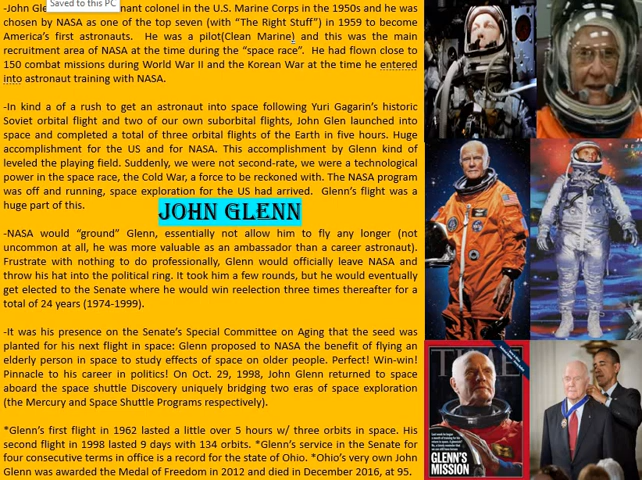 Saved to this PC
-John Gle nant colonel in the U.S. Marine Corps in the 1950s and he was
chosen by NASA as one of the top seven (with "The Right Stuff") in 1959 to become
America's first astronauts. He was a pilot(Clean Marine) and this was the main
recruitment area of NASA at the time during the "space race". He had flown close to
150 combat missions during World War II and the Korean War at the time he entered
into astronaut training with NASA.
-In kind a of a rush to get an astronaut into space following Yuri Gagarin's historic
Soviet orbital flight and two of our own suborbital flights, John Glen launched into
space and completed a total of three orbital flights of the Earth in five hours. Huge
accomplishment for the US and for NASA. This accomplishment by Glenn kind of
leveled the playing field. Suddenly, we were not second-rate, we were a technological
power in the space race, the Cold War, a force to be reckoned with. The NASA program
was off and running, space exploration for the US had arrived. Glenn's flight was a
huge part of this.
JOHN GLENN
-NASA would "ground" Glenn, essentially not allow him to fly any longer (not
uncommon at all, he was more valuable as an ambassador than a career astronaut).
Frustrate with nothing to do professionally, Glenn would officially leave NASA and
throw his hat into the political ring. It took him a few rounds, but he would eventually
get elected to the Senate where he would win reelection three times thereafter for a
total of 24 years (1974-1999).
-It was his presence on the Senate's Special Committee on Aging that the seed was
planted for his next flight in space: Glenn proposed to NASA the benefit of flying an
elderly person in space to study effects of space on older people. Perfect! Win-win!
Pinnacle to his career in politics! On Oct. 29, 1998, John Glenn returned to space
aboard the space shuttle Discovery uniquely bridging two eras of space exploration
(the Mercury and Space Shuttle Programs respectively).
*Glenn's first flight in 1962 lasted a little over 5 hours w/ three orbits in space. His
second flight in 1998 lasted 9 days with 134 orbits. *Glenn's service in the Senate for
four consecutive terms in office is a record for the state of Ohio. *Ohio's very own John
Glenn was awarded the Medal of Freedom in 2012 and died in December 2016, at 95.
TIME
GLENN'S
MISSION